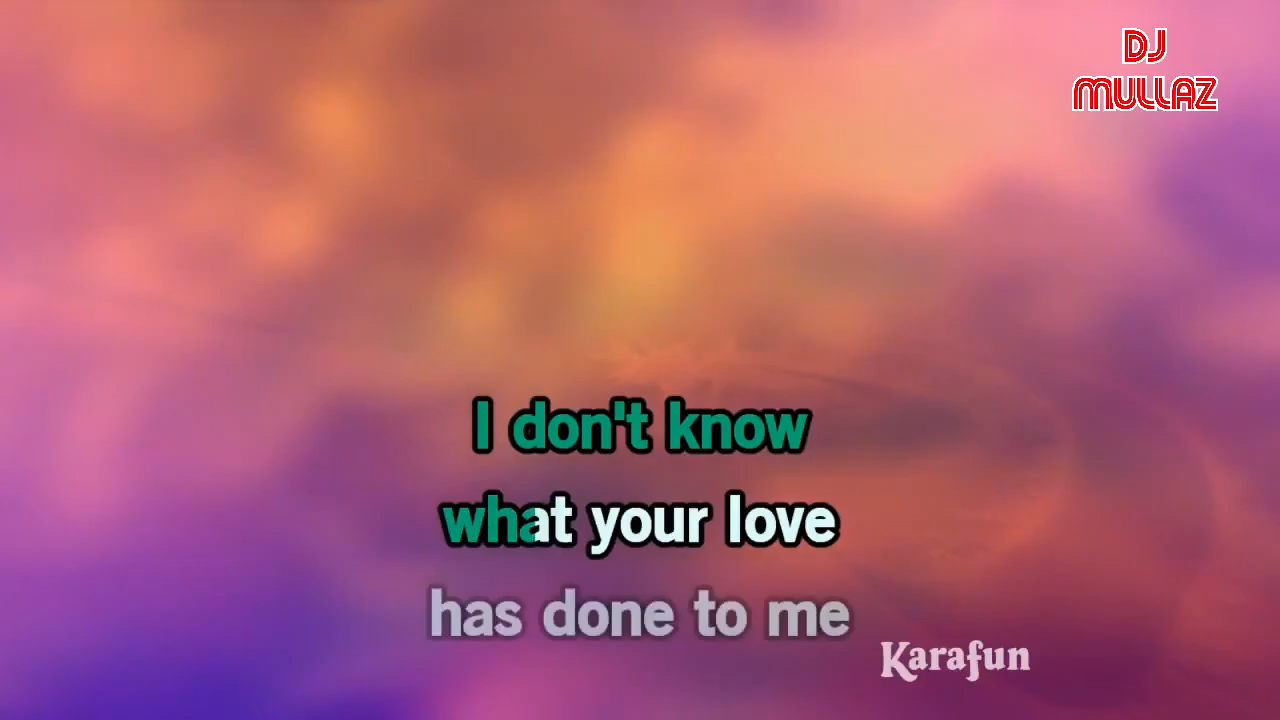 DJ
MULLAZ
I don't know
what your love
has done to me
Karafun